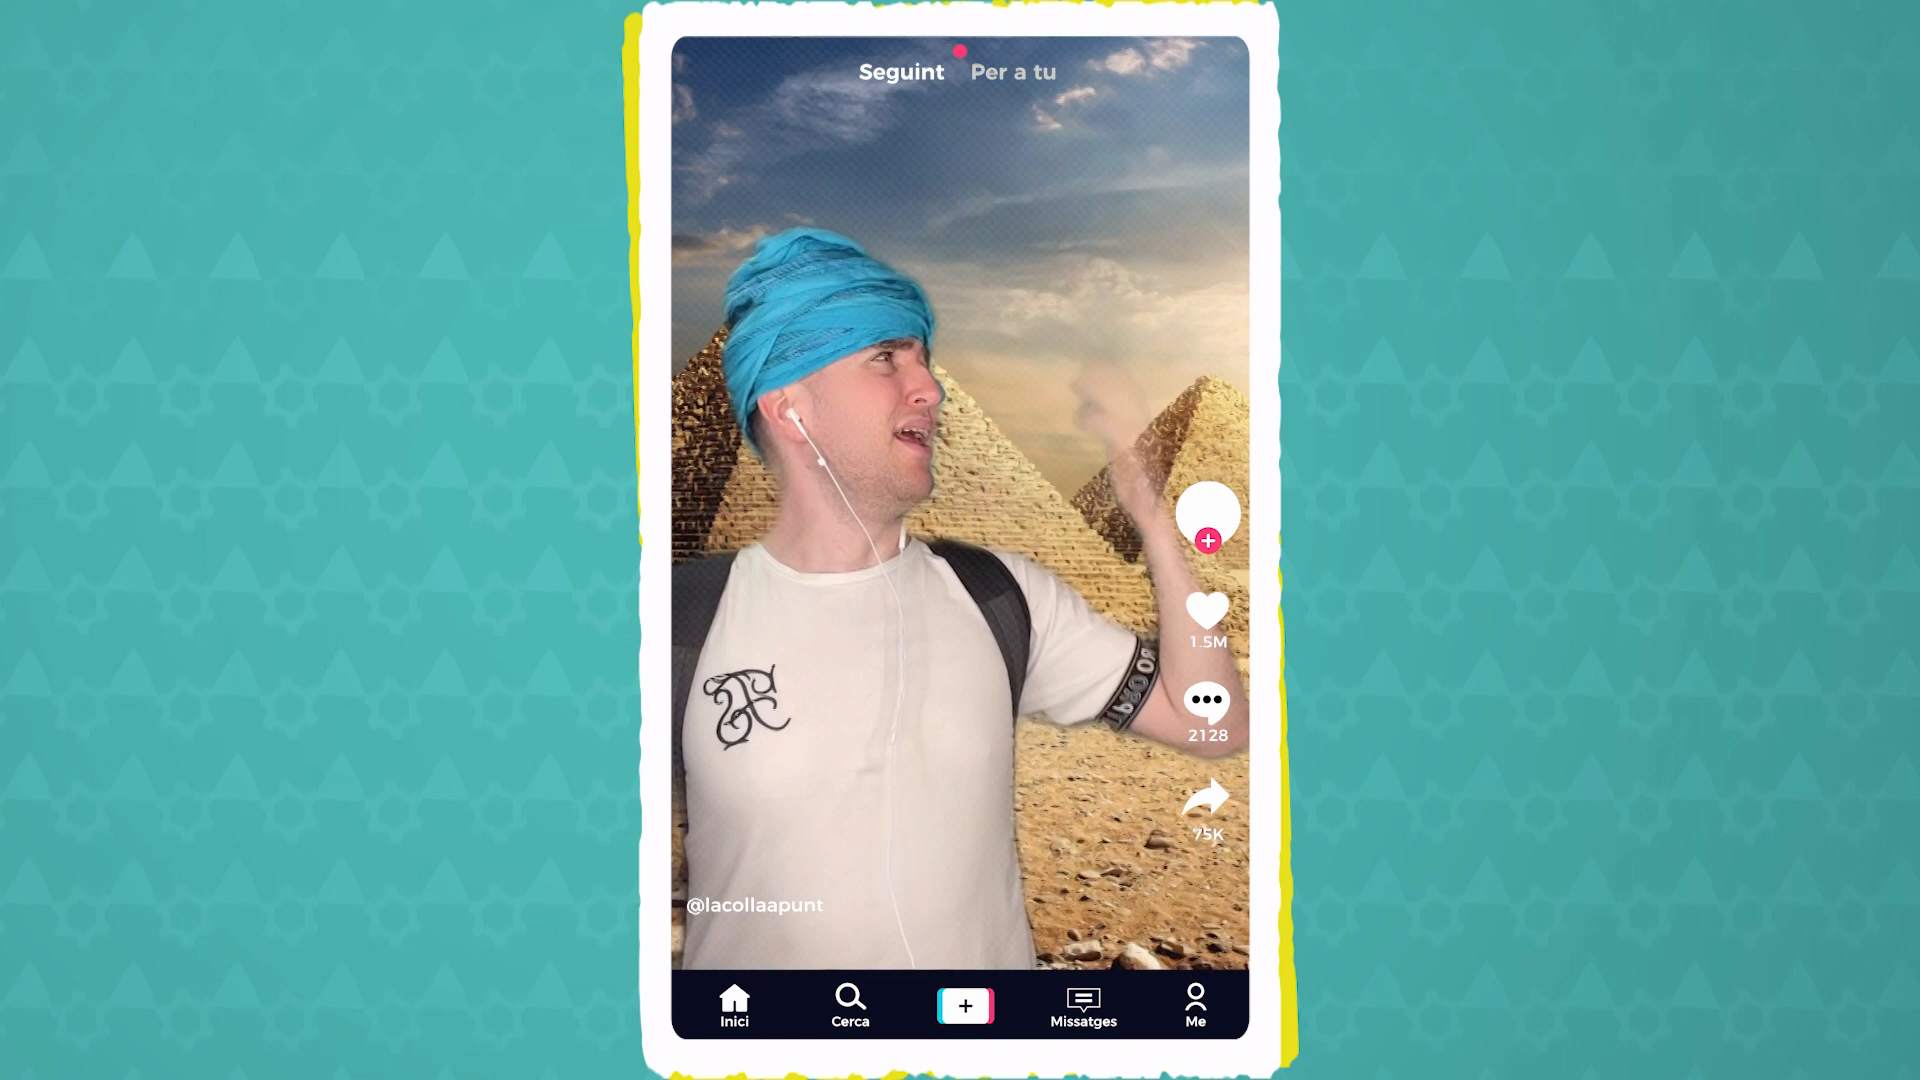 Seguint Per a tu
1.5M
2128
75K
@lacollaapunt
Inici Cerca Missatges Me